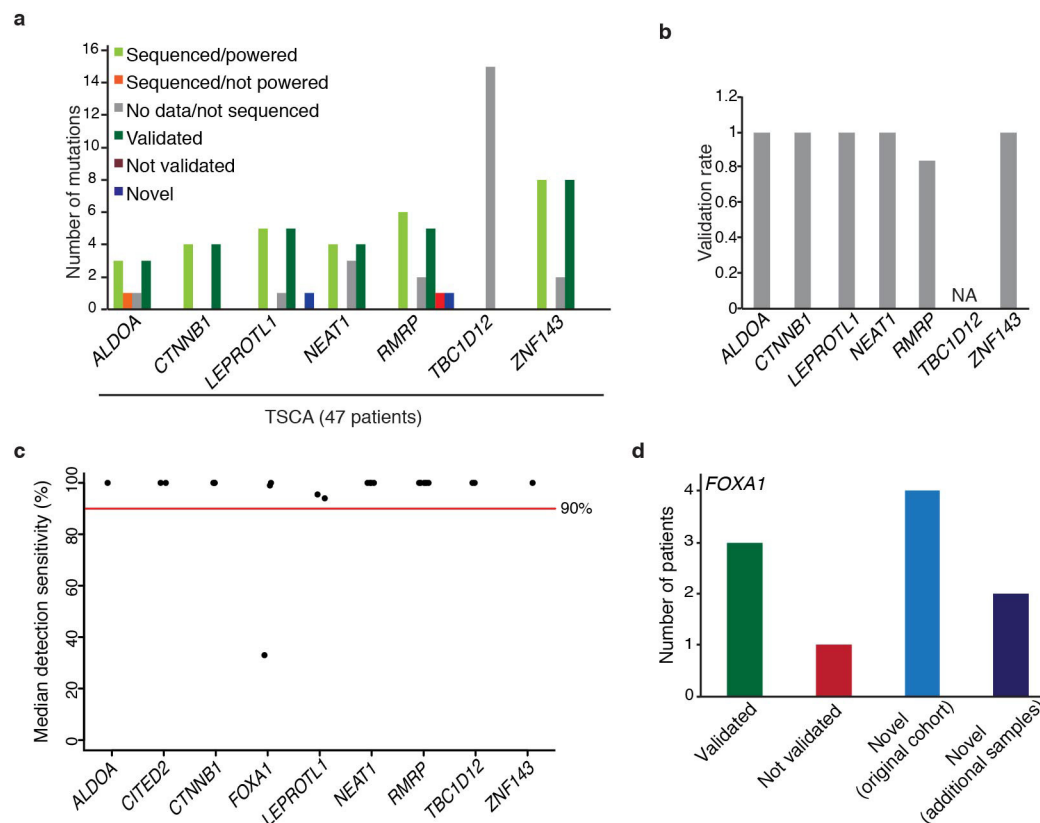 a
16
14
12
10
8
6
4
2
0
Number of mutations
Sequenced/powered
Sequenced/not powered
No data/not sequenced
Validated
Not validated
Novel
ALDOA
CTNNB1
LEPROTL1
NEAT1
RMRP
TBC1D12
ZNF143
TSCA (47 patients)
b
1.2
1
0.8
0.6
0.4
0.2
0
Validation rate
NA
ALDOA
CTNNB1
LEPROTL1
NEAT1
RMRP
TBC1D12
ZNF143
c
100
80
60
40
20
0
Median detection sensitivity (%)
90%
ALDOA
CITED2
CTNNB1
FOXA1
LEPROTL1
NEAT1
RMRP
TBC1D12
ZNF143
d
FOXA1
4
3
2
1
0
Number of patients
Validated
Not validated
Novel
(original cohort)
Novel
(additional samples)